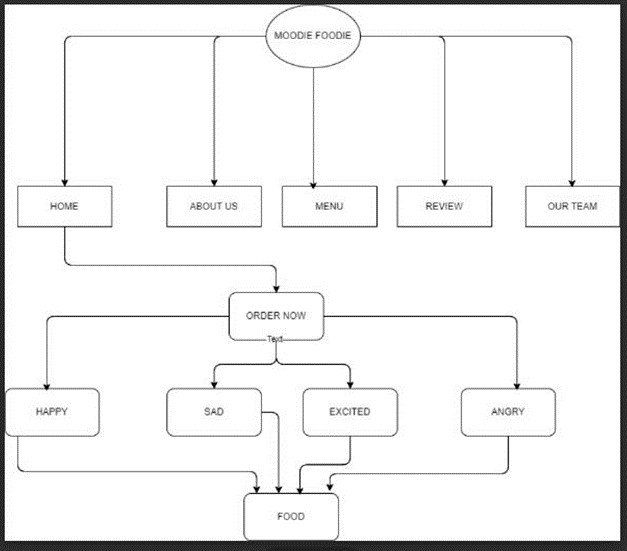 MOODIE FOODIE
HOME
ABOUT US
MENU
REVIEW
OUR TEAM
ORDER NOW
Text
HAPPY
SAD
EXCITED
ANGRY
FOOD